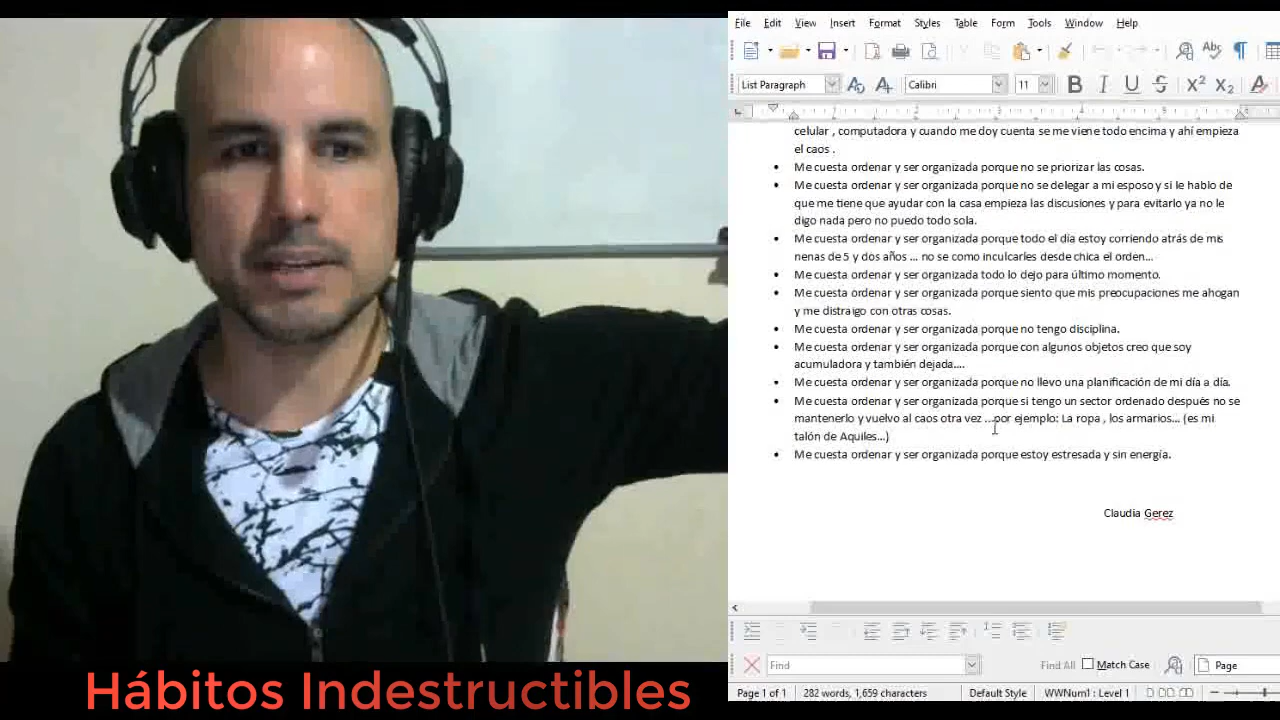 File Edit View Insert Format Styles Table Form Tools Window Help
List Paragraph Calibri 11
celular , computadora y cuando me doy cuenta se me viene todo encima y ahí empieza
el caos .
• Me cuesta ordenar y ser organizada porque no se priorizar las cosas.
• Me cuesta ordenar y ser organizada porque no se delegar a mi esposo y si le hablo de
que me tiene que ayudar con la casa empieza las discusiones y para evitarlo ya no le
digo nada pero no puedo todo sola.
• Me cuesta ordenar y ser organizada porque todo el día estoy corriendo atrás de mis
nenas de 5 y dos años ... no se como inculcarles desde chica el orden...
• Me cuesta ordenar y ser organizada todo lo dejo para último momento.
• Me cuesta ordenar y ser organizada porque siento que mis preocupaciones me ahogan
y me distraigo con otras cosas.
• Me cuesta ordenar y ser organizada porque no tengo disciplina.
• Me cuesta ordenar y ser organizada porque con algunos objetos creo que soy
acumuladora y también dejada....
• Me cuesta ordenar y ser organizada porque no llevo una planificación de mi día a día.
• Me cuesta ordenar y ser organizada porque si tengo un sector ordenado después no se
mantenerlo y vuelvo al caos otra vez ...por ejemplo: La ropa , los armarios... (es mi
talón de Aquiles...)
• Me cuesta ordenar y ser organizada porque estoy estresada y sin energía.
Claudia Gerez
Find Find All Match Case Page
Page 1 of 1 282 words, 1,659 characters Default Style WWNum1 : Level 1
Hábitos Indestructibles